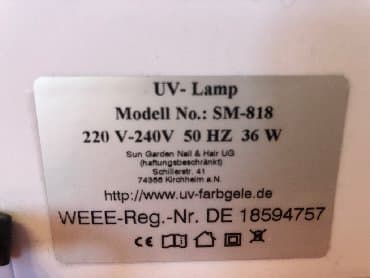 UV- Lamp
Modell No.: SM-818
220 V-240V 50 HZ 36 W
Sun Garden Nail & Hair UG
(haftungsbeschränkt)
Schillerstr. 41
74366 Kirchheim a.N.
http://www.uv-farbgele.de
WEEE-Reg.-Nr. DE 18594757
CE